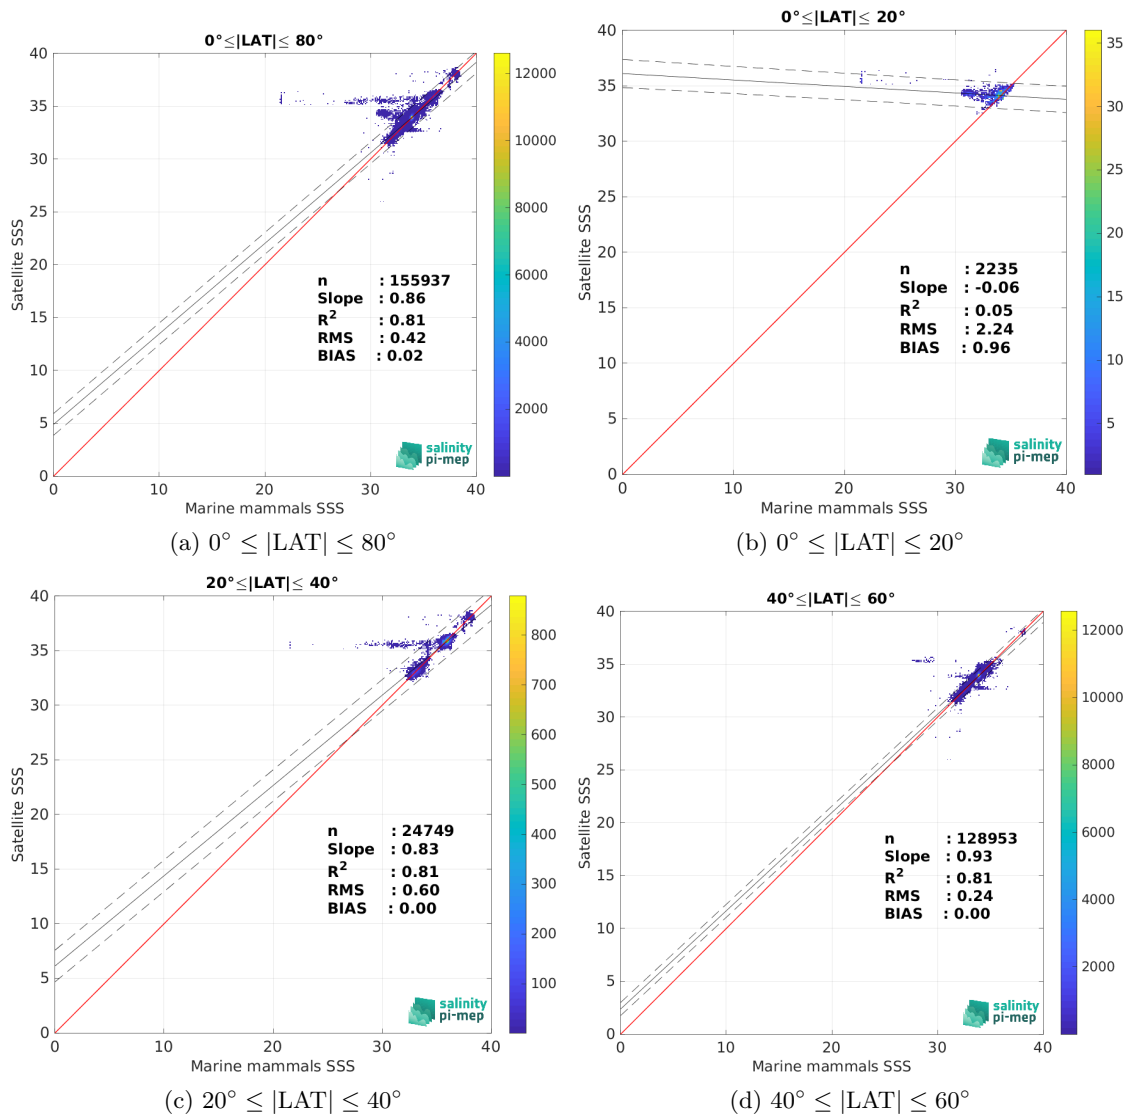 0°≤|LAT|≤ 80°
Satellite SSS
40
35
30
25
20
15
10
5
0
0 10 20 30 40
Marine mammals SSS
n : 155937
Slope : 0.86
R² : 0.81
RMS : 0.42
BIAS : 0.02
salinity
pi-mep
12000
10000
8000
6000
4000
2000
(a) 0° ≤ |LAT| ≤ 80°
0°≤|LAT|≤ 20°
Satellite SSS
40
35
30
25
20
15
10
5
0
0 10 20 30 40
Marine mammals SSS
n : 2235
Slope : -0.06
R² : 0.05
RMS : 2.24
BIAS : 0.96
salinity
pi-mep
35
30
25
20
15
10
5
(b) 0° ≤ |LAT| ≤ 20°
20°≤|LAT|≤ 40°
Satellite SSS
40
35
30
25
20
15
10
5
0
0 10 20 30 40
Marine mammals SSS
n : 24749
Slope : 0.83
R² : 0.81
RMS : 0.60
BIAS : 0.00
salinity
pi-mep
800
700
600
500
400
300
200
100
(c) 20° ≤ |LAT| ≤ 40°
40°≤|LAT|≤ 60°
Satellite SSS
40
35
30
25
20
15
10
5
0
0 10 20 30 40
Marine mammals SSS
n : 128953
Slope : 0.93
R² : 0.81
RMS : 0.24
BIAS : 0.00
salinity
pi-mep
12000
10000
8000
6000
4000
2000
(d) 40° ≤ |LAT| ≤ 60°